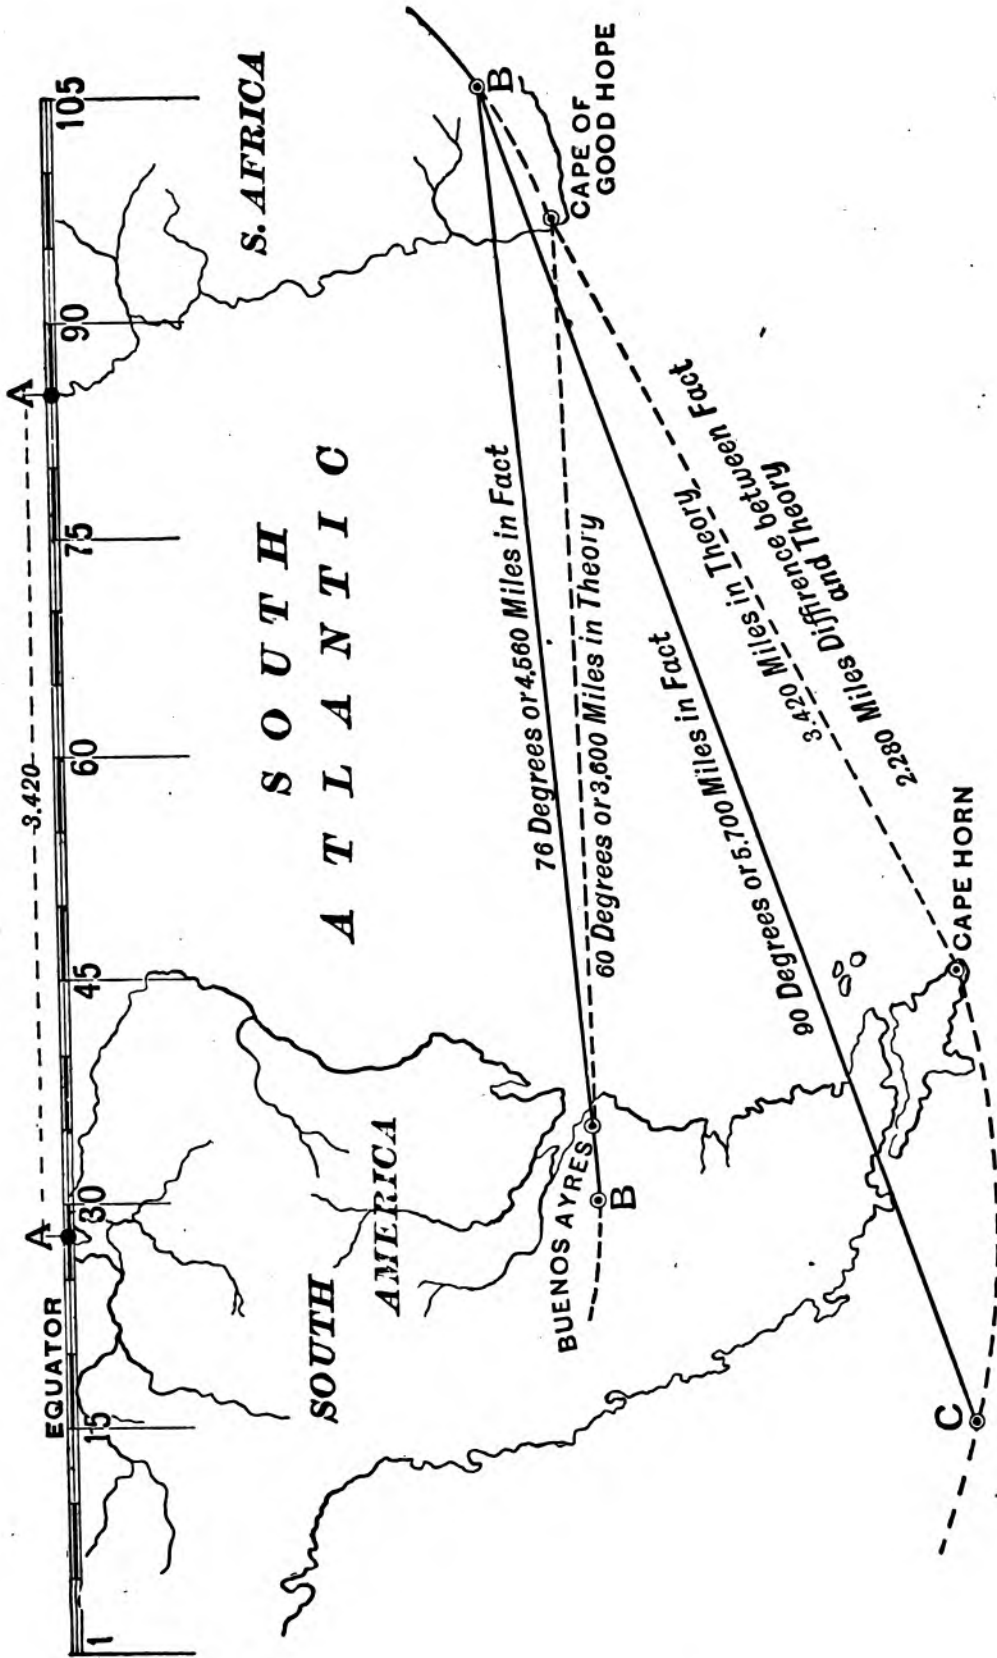 3.420
A
A
EQUATOR
1
15
30
45
60
75
90
105
S. AFRICA
SOUTH
ATLANTIC
SOUTH
AMERICA
B
CAPE OF
GOOD HOPE
76 Degrees or 4,560 Miles in Fact
60 Degrees or 3,600 Miles in Theory
BUENOS AYRES
B
90 Degrees or 5.700 Miles in Fact
3.420 Miles in Theory.
2.280 Miles Diffrence between Fact
and Theory
CAPE HORN
C